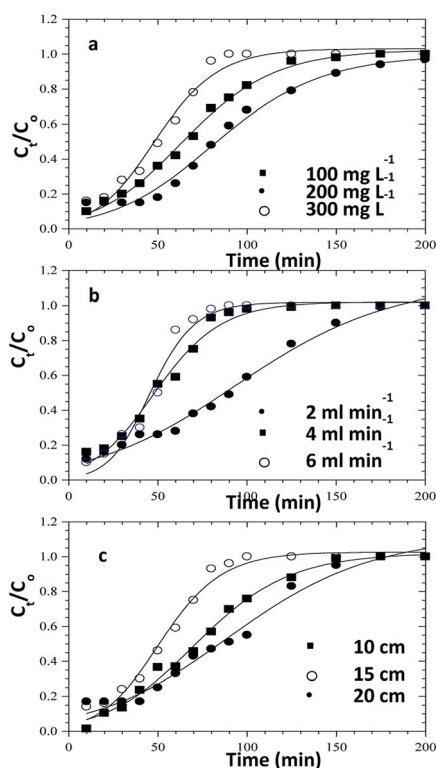 1.2
1.0
0.8
0.6
0.4
0.2
0.0
Ct/Co
a
100 mg L-1
200 mg L-1
300 mg L-1
0 50 100 150 200
Time (min)
1.2
1.0
0.8
0.6
0.4
0.2
0.0
Ct/Co
b
2 ml min-1
4 ml min-1
6 ml min-1
0 50 100 150 200
Time (min)
1.2
1.0
0.8
0.6
0.4
0.2
0.0
Ct/Co
c
10 cm
15 cm
20 cm
0 50 100 150 200
Time (min)